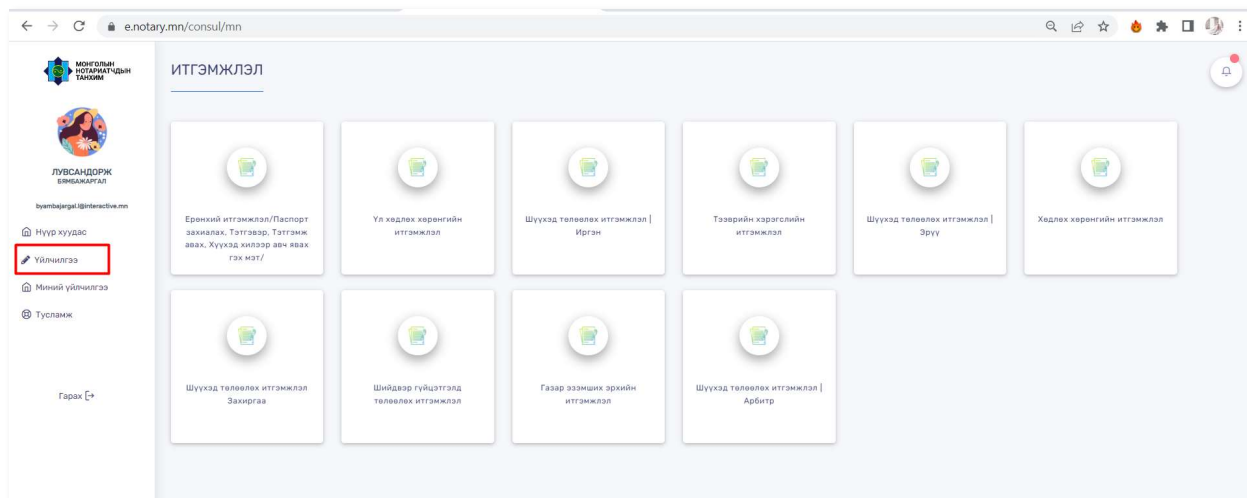 e.notary.mn/consul/mn
МОНГОЛЫН
НОТАРИАТЧДЫН
ТАНХИМ
ЛУВСАНДОРЖ
БЯМБАЖАРГАЛ
byambajargal.l@interactive.mn
Нүүр хуудас
Үйлчилгээ
Миний үйлчилгээ
Тусламж
Гарах
ИТГЭМЖЛЭЛ
Ерөнхий итгэмжлэл/Паспорт
захиалах, Тэтгэвэр, Тэтгэмж
авах, Хүүхэд хилээр авч явах
гэх мэт/
Үл хөдлөх хөрөнгийн
итгэмжлэл
Шүүхэд төлөөлөх итгэмжлэл |
Иргэн
Тээврийн хэрэгслийн
итгэмжлэл
Шүүхэд төлөөлөх итгэмжлэл |
Эрүү
Хөдлөх хөрөнгийн итгэмжлэл
Шүүхэд төлөөлөх итгэмжлэл
Захиргаа
Шийдвэр гүйцэтгэлд
төлөөлөх итгэмжлэл
Газар эзэмших эрхийн
итгэмжлэл
Шүүхэд төлөөлөх итгэмжлэл |
Арбитр